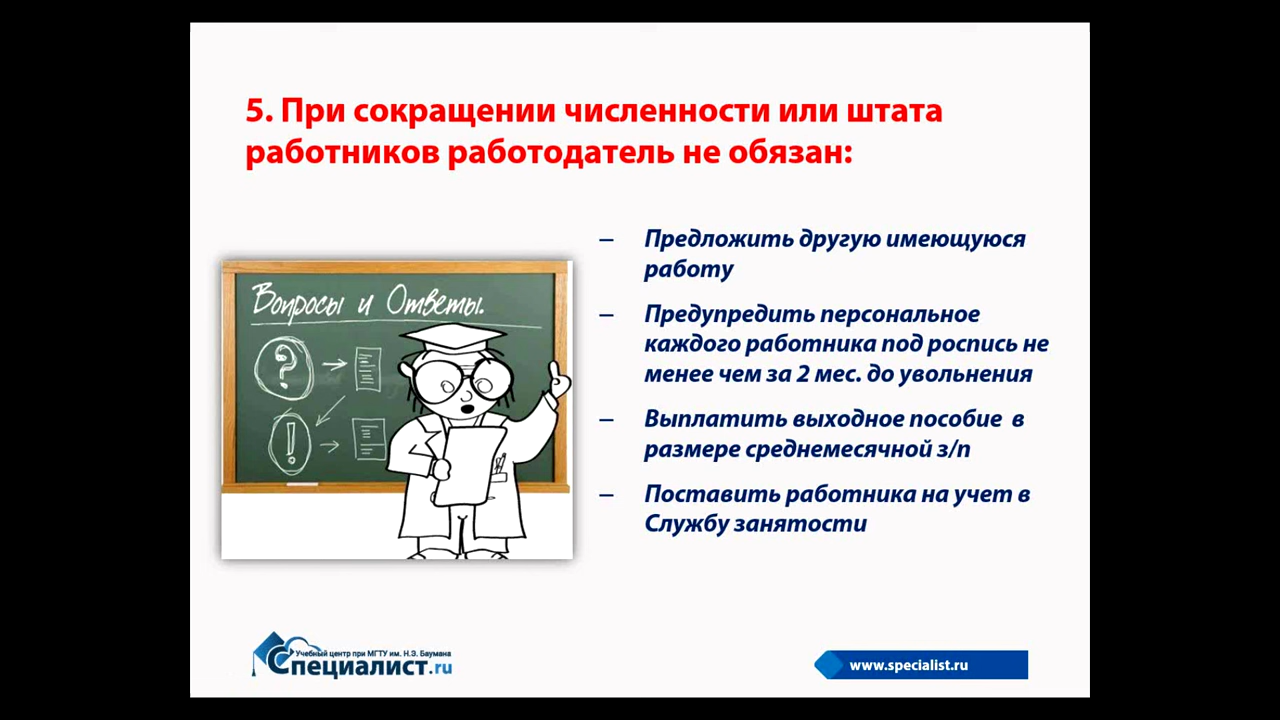 5. При сокращении численности или штата
работников работодатель не обязан:
– Предложить другую имеющуюся
работу
– Предупредить персональное
каждого работника под роспись не
менее чем за 2 мес. до увольнения
– Выплатить выходное пособие в
размере среднемесячной з/п
– Поставить работника на учет в
Службу занятости
Вопросы и Ответы.
?
!
Учебный центр при МГТУ им. Н.Э. Баумана
Специалист.ru
www.specialist.ru